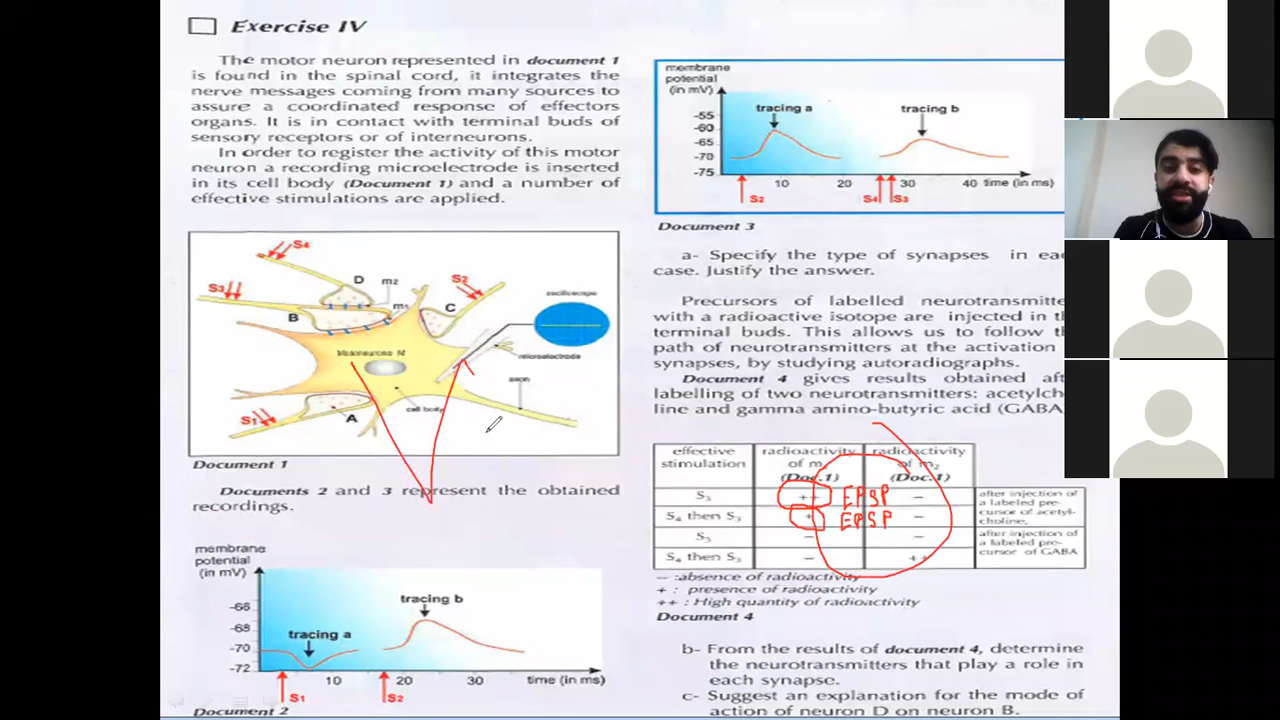 Exercise IV
The motor neuron represented in document 1
is found in the spinal cord, it integrates the
nerve messages coming from many sources to
assure a coordinated response of effectors
organs. It is in contact with terminal buds of
sensory receptors or of interneurons.
In order to register the activity of this motor
neuron a recording microelectrode is inserted
in its cell body (Document 1) and a number of
effective stimulations are applied.
S4
S3
S2
D
m2
m1
B
C
oscilloscope
Motoneurone M
microelectrode
axon
cell body
S1
A
Document 1
Documents 2 and 3 represent the obtained
recordings.
membrane
potential
(in mV)
-66
-68
-70
-72
tracing a
tracing b
10
20
30
time (in ms)
S1
S2
Document 2
membrane
potential
(in mV)
-55
-60
-65
-70
-75
tracing a
tracing b
10
20
30
40 time (in ms)
S2
S4
S3
Document 3
a- Specify the type of synapses in eac
case. Justify the answer.
Precursors of labelled neurotransmitte
with a radioactive isotope are injected in th
terminal buds. This allows us to follow th
path of neurotransmitters at the activation
synapses, by studying autoradiographs.
Document 4 gives results obtained aft
labelling of two neurotransmitters: acetylch
line and gamma amino-butyric acid (GABA
effective stimulation
radioactivity of m (Doc.1)
radioactivity of m2 (Doc.1)
S3 ++ EPSP − after injection of
S4 then S3 + EPSP − a labeled precursor of acetylcholine.
S3 − − after injection of
S4 then S3 − ++ a labeled precursor of GABA
− :absence of radioactivity
+ : presence of radioactivity
++ : High quantity of radioactivity
Document 4
b- From the results of document 4, determine
the neurotransmitters that play a role in
each synapse.
c- Suggest an explanation for the mode of
action of neuron D on neuron B.